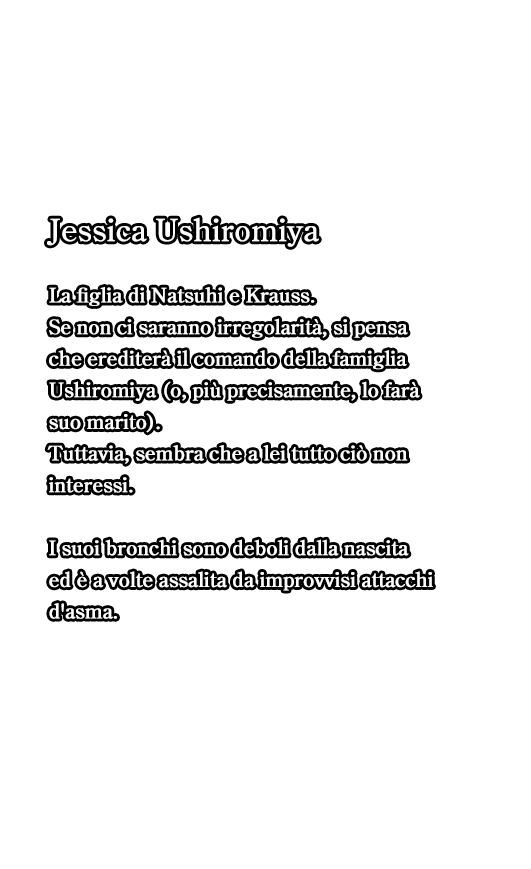 Jessica Ushiromiya
La figlia di Natsuhi e Krauss.
Se non ci saranno irregolarità, si pensa
che erediterà il comando della famiglia
Ushiromiya (o, più precisamente, lo farà
suo marito).
Tuttavia, sembra che a lei tutto ciò non
interessi.
I suoi bronchi sono deboli dalla nascita
ed è a volte assalita da improvvisi attacchi
d'asma.